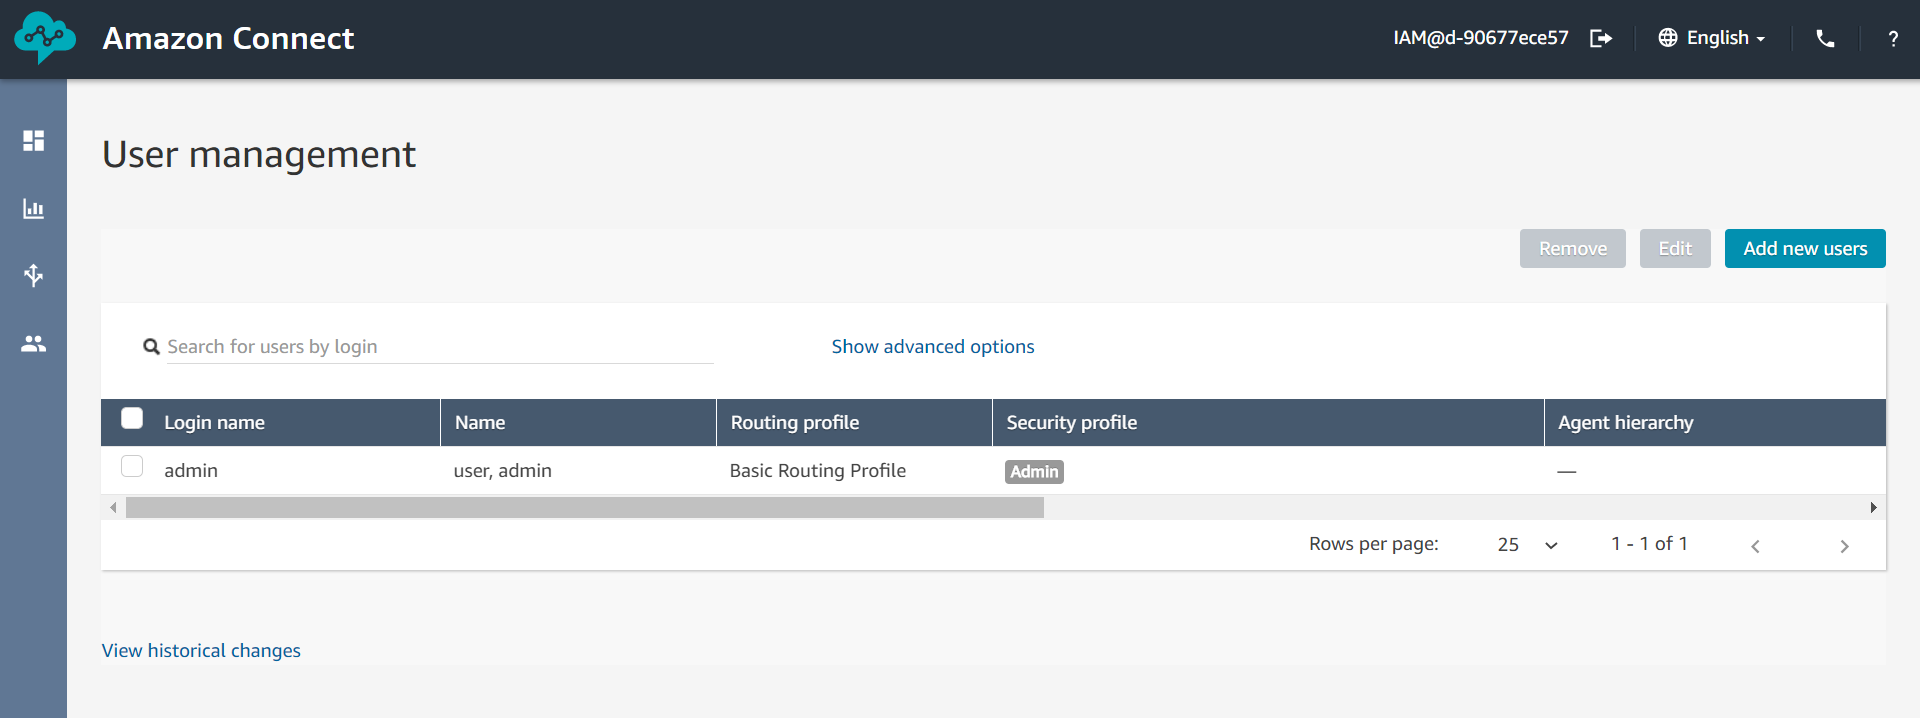 Amazon Connect
IAM@d-90677ece57
English
?
User management
Remove
Edit
Add new users
Search for users by login
Show advanced options
Login name Name Routing profile Security profile Agent hierarchy
admin user, admin Basic Routing Profile Admin —
Rows per page: 25 1 - 1 of 1
View historical changes